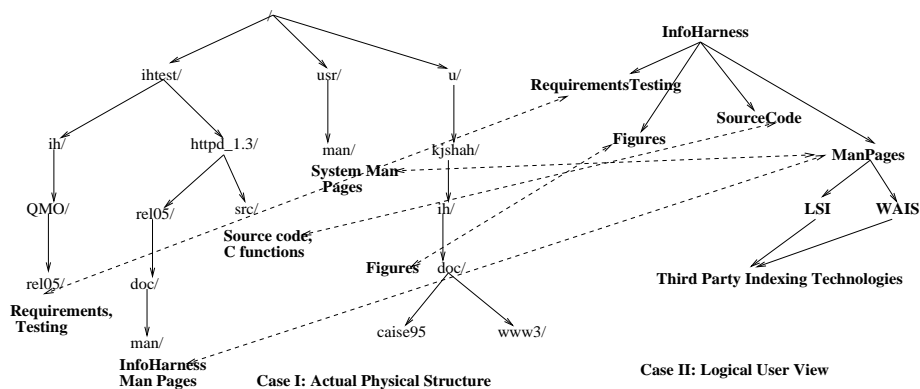 /
InfoHarness
ihtest/
usr/
u/
RequirementsTesting
SourceCode
ih/
httpd_1.3/
man/
System Man
Pages
kjshah/
Figures
ManPages
QMO/
rel05/
src/
Source code,
C functions
ih/
LSI
WAIS
rel05/
Requirements,
Testing
doc/
Figures
doc/
Third Party Indexing Technologies
man/
InfoHarness
Man Pages
caise95
www3/
Case I: Actual Physical Structure
Case II: Logical User View